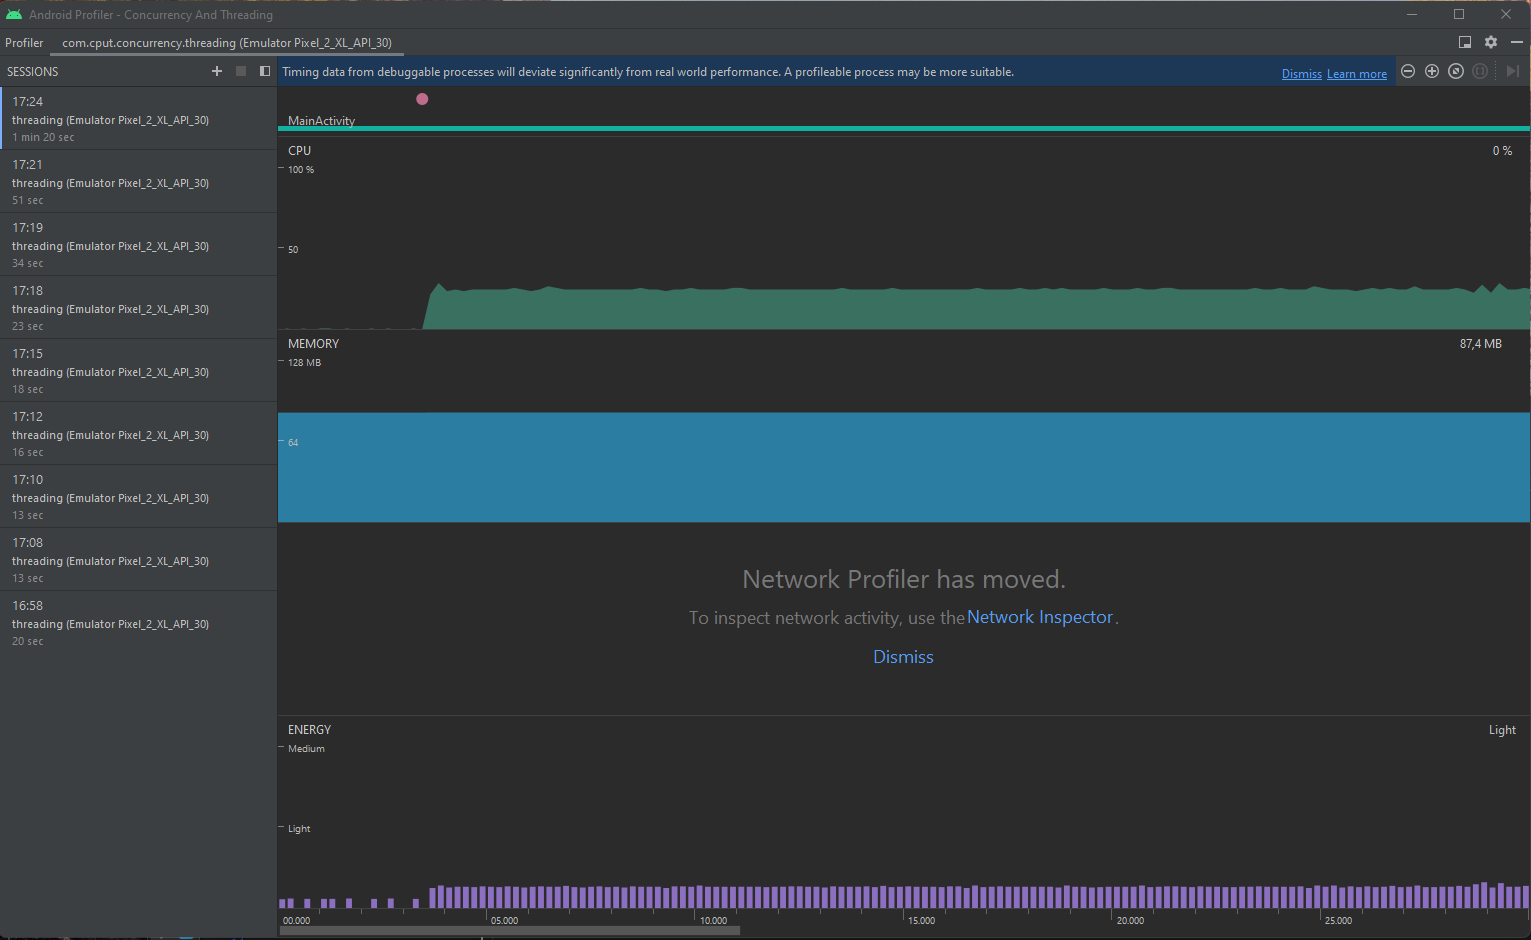 Android Profiler - Concurrency And Threading
Profiler
com.cput.concurrency.threading (Emulator Pixel_2_XL_API_30)
SESSIONS
Timing data from debuggable processes will deviate significantly from real world performance. A profileable process may be more suitable.
Dismiss Learn more
17:24
threading (Emulator Pixel_2_XL_API_30)
1 min 20 sec
17:21
threading (Emulator Pixel_2_XL_API_30)
51 sec
17:19
threading (Emulator Pixel_2_XL_API_30)
34 sec
17:18
threading (Emulator Pixel_2_XL_API_30)
23 sec
17:15
threading (Emulator Pixel_2_XL_API_30)
18 sec
17:12
threading (Emulator Pixel_2_XL_API_30)
16 sec
17:10
threading (Emulator Pixel_2_XL_API_30)
13 sec
17:08
threading (Emulator Pixel_2_XL_API_30)
13 sec
16:58
threading (Emulator Pixel_2_XL_API_30)
20 sec
MainActivity
CPU
0 %
100 %
50
MEMORY
87,4 MB
128 MB
64
Network Profiler has moved.
To inspect network activity, use the Network Inspector.
Dismiss
ENERGY
Light
Medium
Light
00.000
05.000
10.000
15.000
20.000
25.000